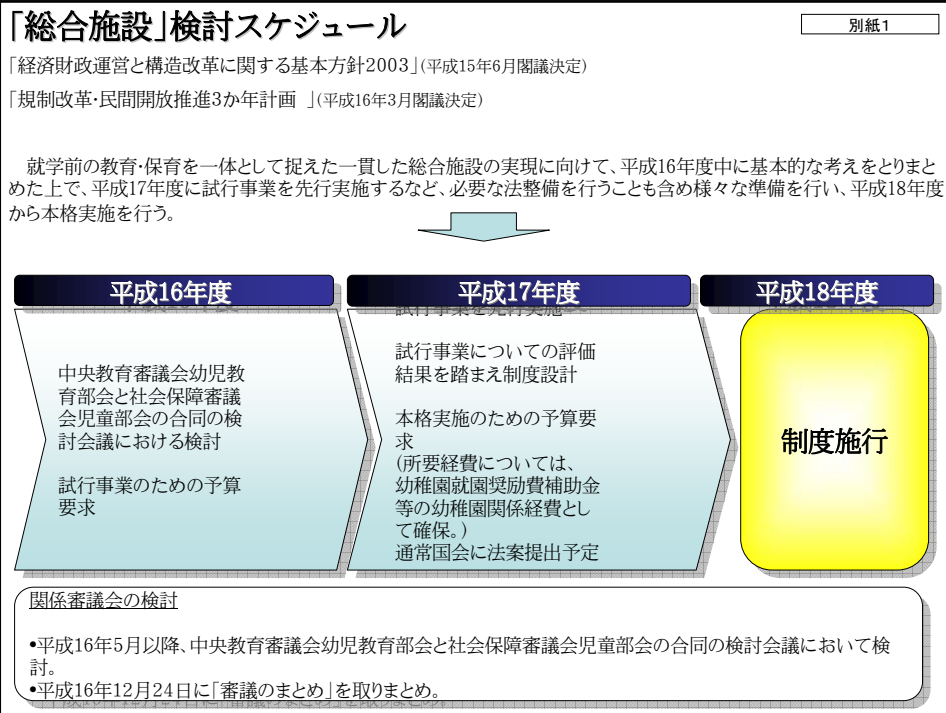 「総合施設」検討スケジュール
別紙1
「経済財政運営と構造改革に関する基本方針2003」(平成15年6月閣議決定)
「規制改革・民間開放推進3か年計画 」(平成16年3月閣議決定)
就学前の教育・保育を一体として捉えた一貫した総合施設の実現に向けて、平成16年度中に基本的な考えをとりまと
めた上で、平成17年度に試行事業を先行実施するなど、必要な法整備を行うことも含め様々な準備を行い、平成18年度
から本格実施を行う。
平成16年度
中央教育審議会幼児教
育部会と社会保障審議
会児童部会の合同の検
討会議における検討
試行事業のための予算
要求
平成17年度
試行事業を先行実施
試行事業についての評価
結果を踏まえ制度設計
本格実施のための予算要
求
(所要経費については、
幼稚園就園奨励費補助金
等の幼稚園関係経費とし
て確保。)
通常国会に法案提出予定
平成18年度
制度施行
関係審議会の検討
•平成16年5月以降、中央教育審議会幼児教育部会と社会保障審議会児童部会の合同の検討会議において検
討。
•平成16年12月24日に「審議のまとめ」を取りまとめ。